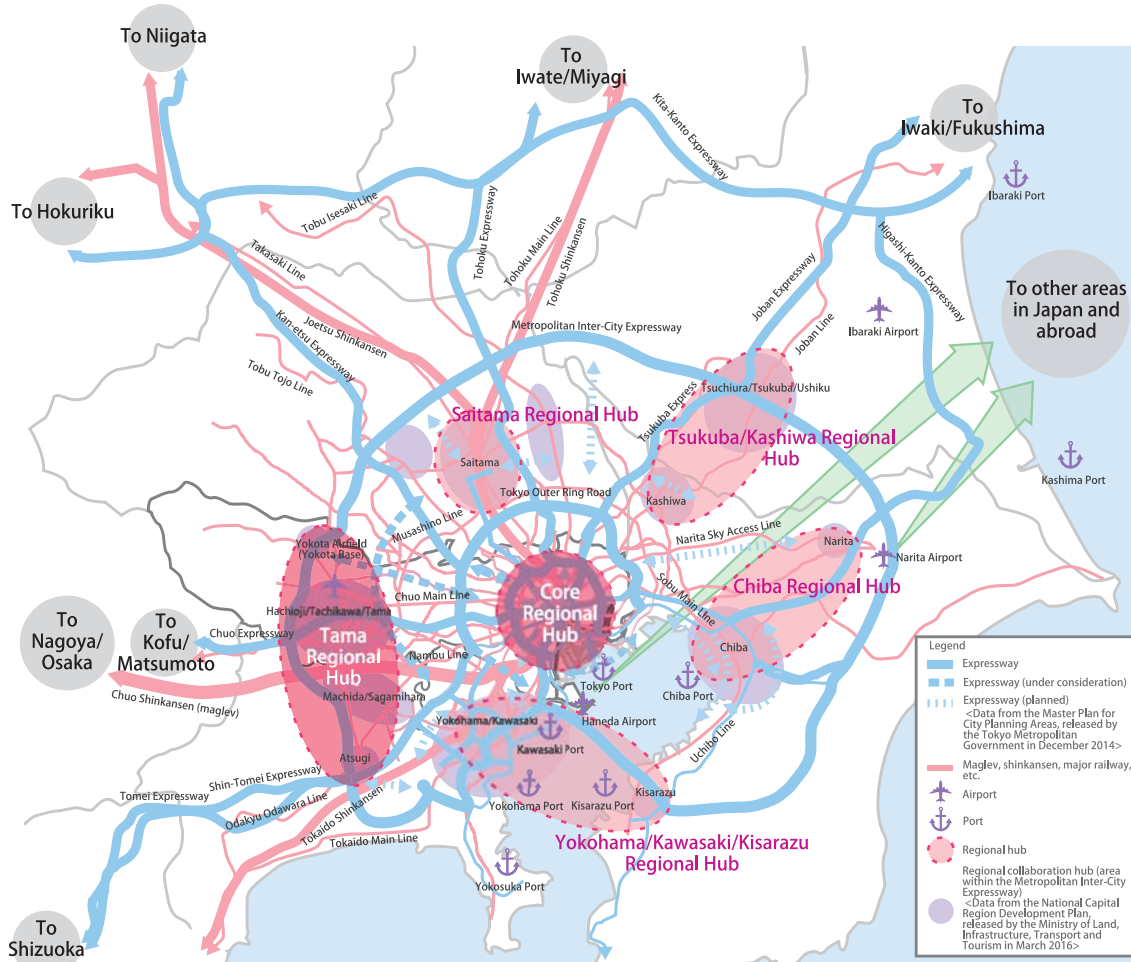 To Niigata
To
Iwate/Miyagi
To
Iwaki/Fukushima
Kita-Kanto Expressway
Ibaraki Port
To Hokuriku
Tobu Isesaki Line
Tohoku Expressway
Tohoku Main Line
Tohoku Shinkansen
Higashi-Kanto Expressway
Takasaki Line
Joetsu Shinkansen
Kan-etsu Expressway
Tobu Tojo Line
Metropolitan Inter-City Expressway
Joban Expressway
Joban Line
Ibaraki Airport
To other areas
in Japan and
abroad
Tsuchiura/Tsukuba/Ushiku
Saitama Regional Hub
Tsukuba Express
Tsukuba/Kashiwa Regional
Hub
Saitama
Kashima Port
Tokyo Outer Ring Road
Kashiwa
Musashino Line
Narita Sky Access Line
Narita
Narita Airport
Yokota Airfield
(Yokota Base)
Chuo Main Line
Core
Regional
Hub
Sobu Main Line
Chiba Regional Hub
Hachioji/Tachikawa/Tama
To
Nagoya/
Osaka
To
Kofu/
Matsumoto
Chuo Expressway
Tama
Regional
Hub
Nambu Line
Chiba
Chuo Shinkansen (maglev)
Machida/Sagamihara
Tokyo Port
Chiba Port
Haneda Airport
Yokohama/Kawasaki
Kawasaki Port
Uchibo Line
Atsugi
Shin-Tomei Expressway
Tomei Expressway
Odakyu Odawara Line
Tokaido Shinkansen
Tokaido Main Line
Yokohama Port
Kisarazu Port
Kisarazu
Yokohama/Kawasaki/Kisarazu
Regional Hub
Yokosuka Port
To
Shizuoka
Legend
Expressway
Expressway (under consideration)
Expressway (planned)
<Data from the Master Plan for
City Planning Areas, released by
the Tokyo Metropolitan
Government in December 2014>
Maglev, shinkansen, major railway,
etc.
Airport
Port
Regional hub
Regional collaboration hub (area
within the Metropolitan Inter-City
Expressway)
<Data from the National Capital
Region Development Plan,
released by the Ministry of Land,
Infrastructure, Transport and
Tourism in March 2016>